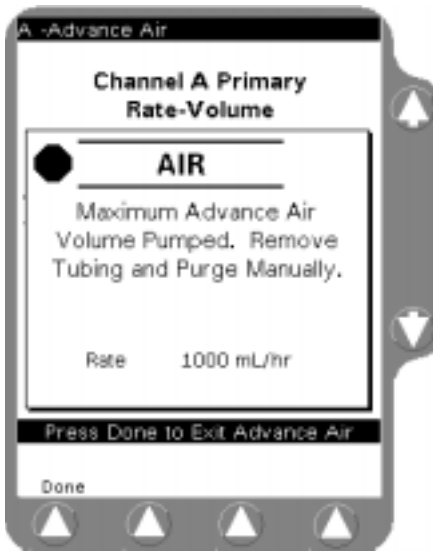 A -Advance Air
Channel A Primary
Rate-Volume
AIR
Maximum Advance Air
Volume Pumped. Remove
Tubing and Purge Manually.
Rate 1000 mL/hr
Press Done to Exit Advance Air
Done